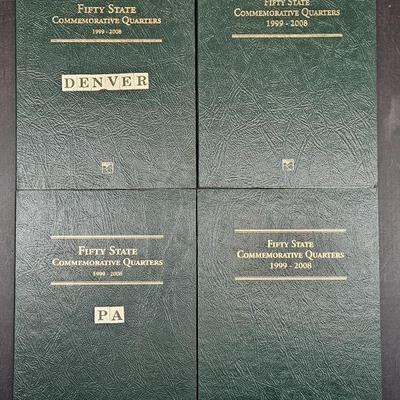 FIFTY STATE
COMMEMORATIVE QUARTERS
1999 - 2008
DENVER
FIFTY STATE
COMMEMORATIVE QUARTERS
1999 - 2008
FIFTY STATE
COMMEMORATIVE QUARTERS
1999 - 2008
PA
FIFTY STATE
COMMEMORATIVE QUARTERS
1999 - 2008